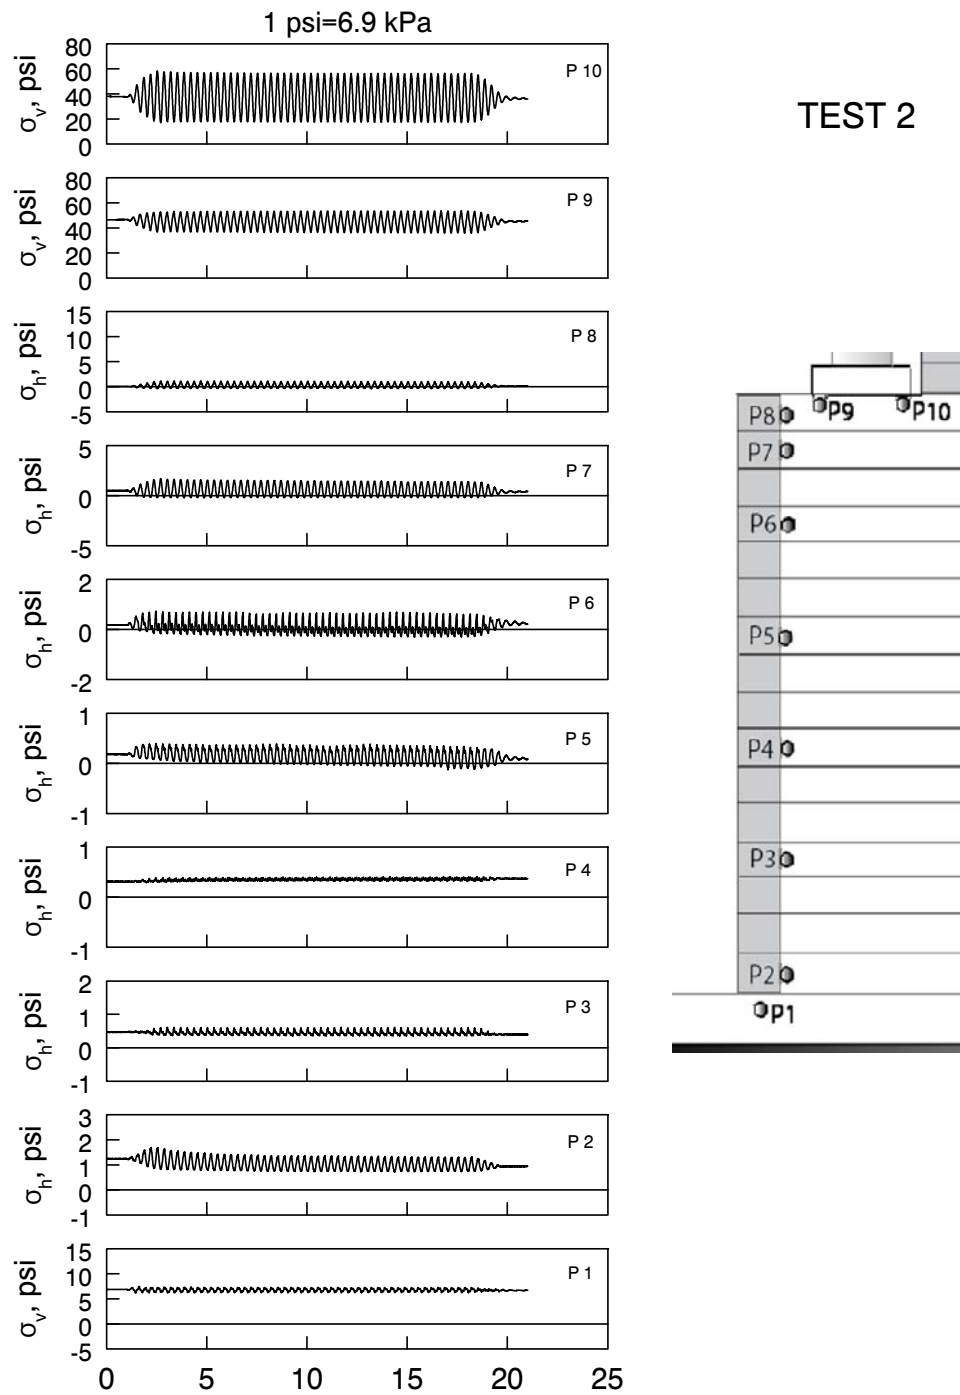 1 psi=6.9 kPa
TEST 2
80
60
40
20
0
σv, psi
P 10
80
60
40
20
0
σv, psi
P 9
15
10
5
0
-5
σh, psi
P 8
5
0
-5
σh, psi
P 7
2
0
-2
σh, psi
P 6
1
0
-1
σh, psi
P 5
1
0
-1
σh, psi
P 4
2
1
0
-1
σh, psi
P 3
3
2
1
0
-1
σh, psi
P 2
15
10
5
0
-5
σv, psi
P 1
0 5 10 15 20 25
P8 P9 P10
P7
P6
P5
P4
P3
P2
P1